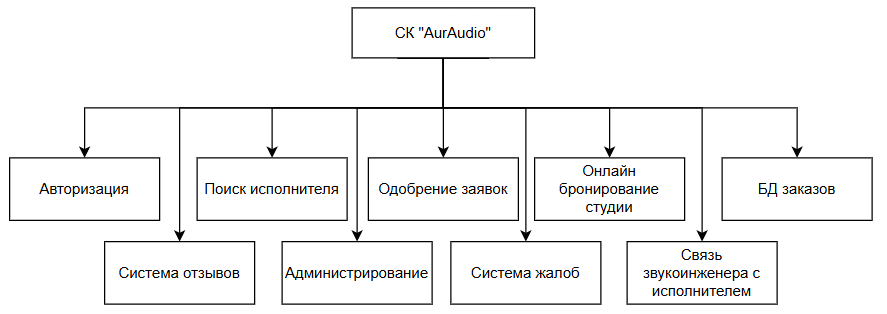 СК "AurAudio"
Авторизация
Поиск исполнителя
Одобрение заявок
Онлайн
бронирование
студии
БД заказов
Система отзывов
Администрирование
Система жалоб
Связь
звукоинженера с
исполнителем